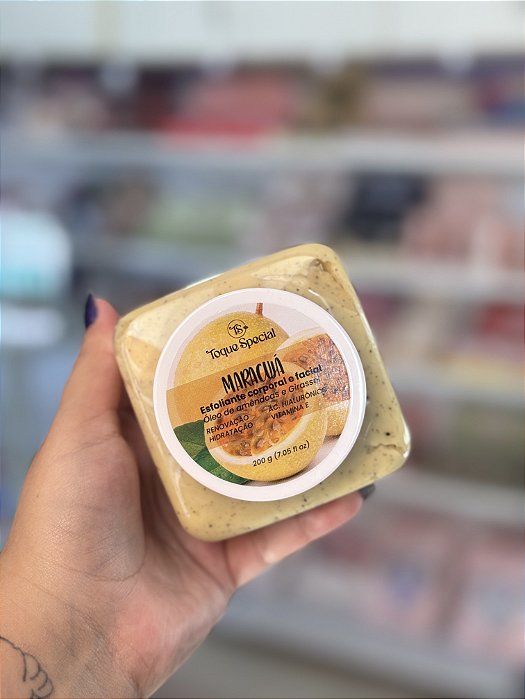 TS
Toque Special
MARACUJÁ
Esfoliante corporal e facial
Óleo de amêndoas e Girassol
RENOVAÇÃO AC. HIALURÔNICO
HIDRATAÇÃO VITAMINA E
200 g (7.05 fl oz)